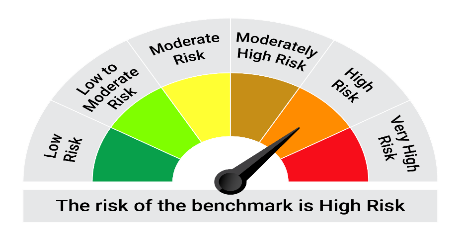 Low
Risk
Low to
Moderate
Risk
Moderate
Risk
Moderately
High Risk
High
Risk
Very High
Risk
The risk of the benchmark is High Risk